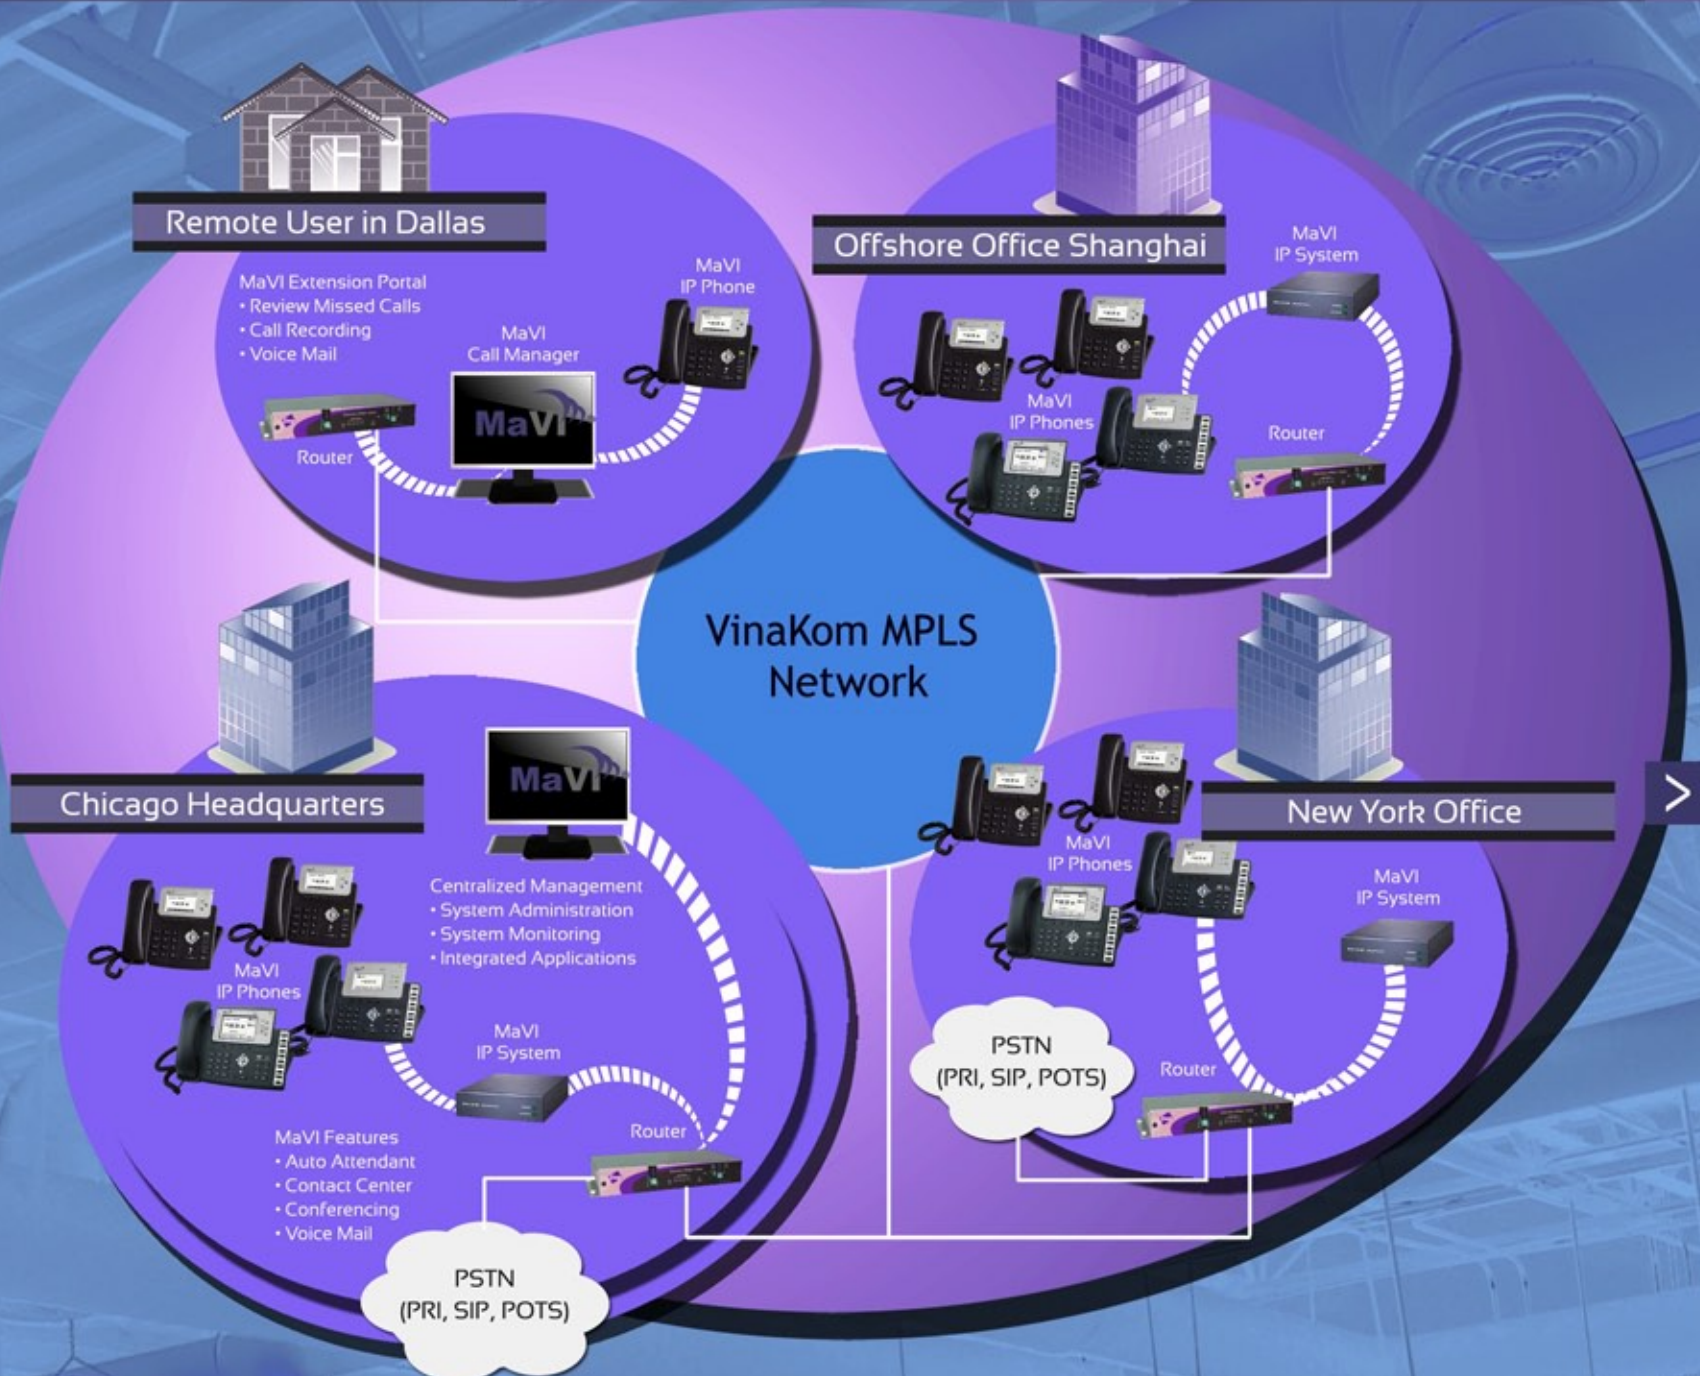 Remote User in Dallas
MaVI Extension Portal
• Review Missed Calls
• Call Recording
• Voice Mail
MaVI
Call Manager
MaVI
IP Phone
MaVI
Router
Offshore Office Shanghai
MaVI
IP System
MaVI
IP Phones
Router
VinaKom MPLS
Network
Chicago Headquarters
MaVI
Centralized Management
• System Administration
• System Monitoring
• Integrated Applications
MaVI
IP Phones
MaVI
IP System
Router
MaVI Features
• Auto Attendant
• Contact Center
• Conferencing
• Voice Mail
PSTN
(PRI, SIP, POTS)
New York Office
MaVI
IP Phones
MaVI
IP System
PSTN
(PRI, SIP, POTS)
Router
>